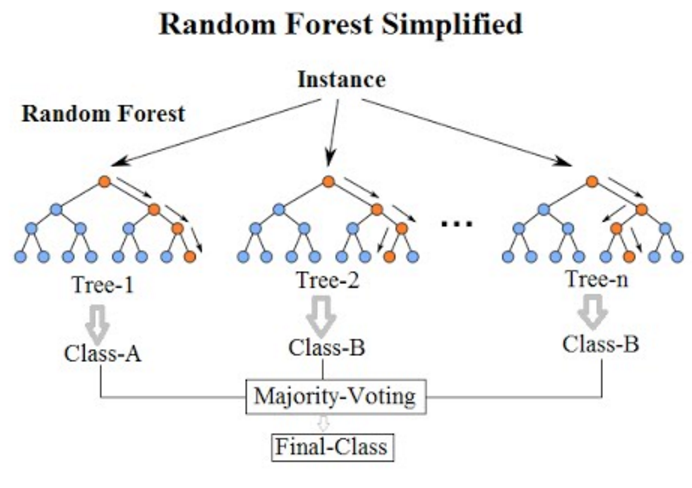 Random Forest Simplified
Instance
Random Forest
...
Tree-1
Tree-2
Tree-n
Class-A
Class-B
Class-B
Majority-Voting
Final-Class